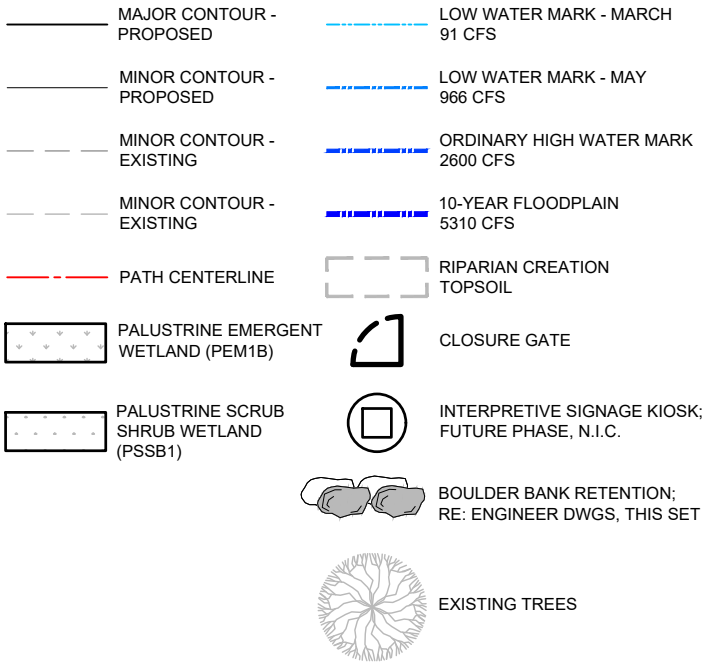 MAJOR CONTOUR -
PROPOSED
MINOR CONTOUR -
PROPOSED
MINOR CONTOUR -
EXISTING
MINOR CONTOUR -
EXISTING
PATH CENTERLINE
PALUSTRINE EMERGENT
WETLAND (PEM1B)
PALUSTRINE SCRUB
SHRUB WETLAND
(PSSB1)
LOW WATER MARK - MARCH
91 CFS
LOW WATER MARK - MAY
966 CFS
ORDINARY HIGH WATER MARK
2600 CFS
10-YEAR FLOODPLAIN
5310 CFS
RIPARIAN CREATION
TOPSOIL
CLOSURE GATE
INTERPRETIVE SIGNAGE KIOSK;
FUTURE PHASE, N.I.C.
BOULDER BANK RETENTION;
RE: ENGINEER DWGS, THIS SET
EXISTING TREES